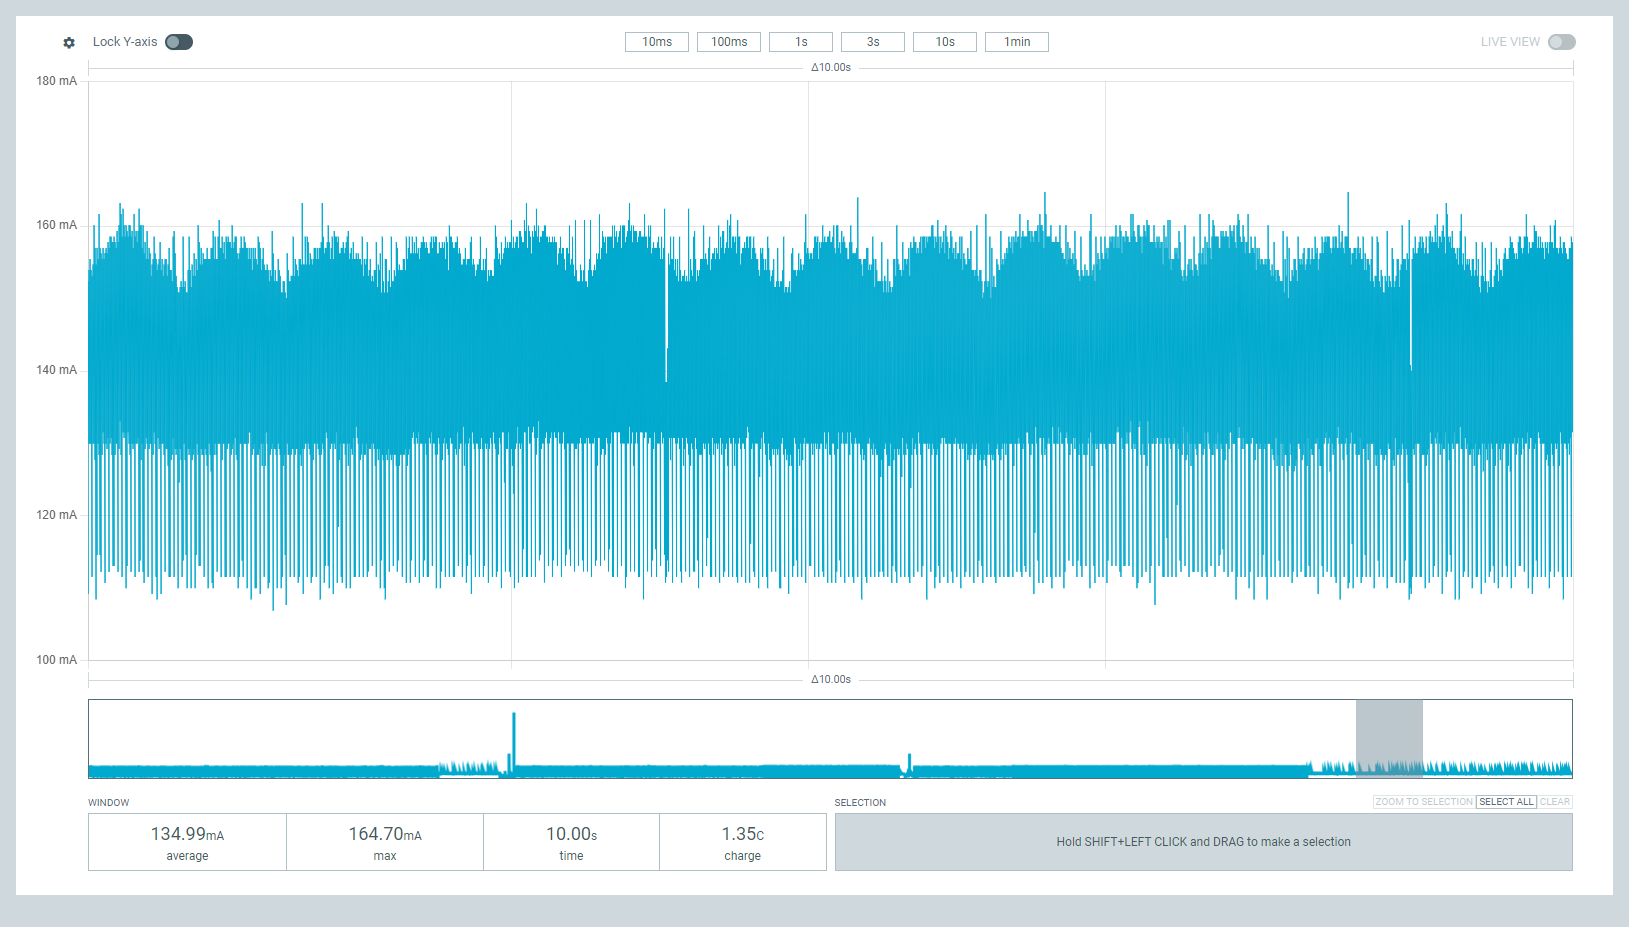 Lock Y-axis
10ms 100ms 1s 3s 10s 1min
LIVE VIEW
Δ10.00s
180 mA
160 mA
140 mA
120 mA
100 mA
Δ10.00s
WINDOW
134.99mA
average
164.70mA
max
10.00s
time
1.35C
charge
SELECTION
ZOOM TO SELECTION SELECT ALL CLEAR
Hold SHIFT+LEFT CLICK and DRAG to make a selection